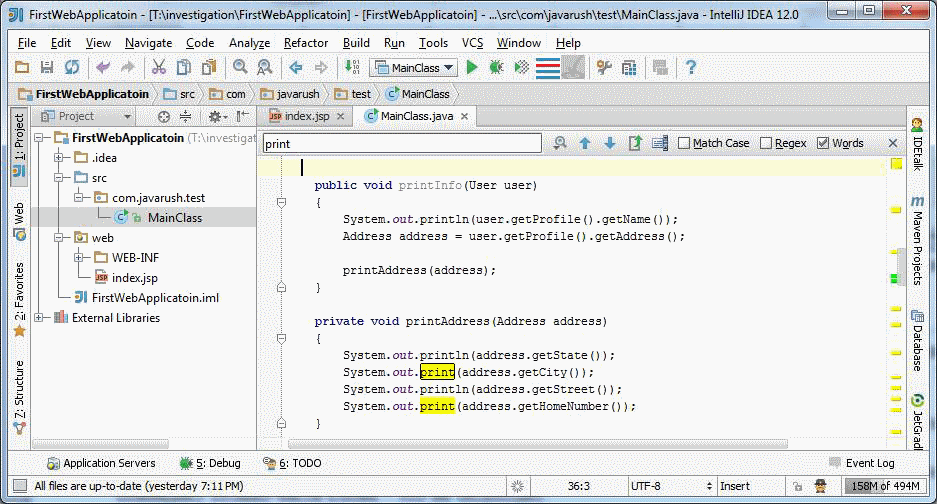 FirstWebApplicatoin - [T:\investigation\FirstWebApplicatoin] - [FirstWebApplicatoin] - ...\src\com\javarush\test\MainClass.java - IntelliJ IDEA 12.0
File Edit View Navigate Code Analyze Refactor Build Run Tools VCS Window Help
MainClass
FirstWebApplicatoin src com javarush test MainClass
1: Project
Web
2: Favorites
7: Structure
Project
FirstWebApplicatoin (T:\investigat
.idea
src
com.javarush.test
MainClass
web
WEB-INF
index.jsp
FirstWebApplicatoin.iml
External Libraries
index.jsp MainClass.java
print Match Case Regex Words
public void printInfo(User user)
{
System.out.println(user.getProfile().getName());
Address address = user.getProfile().getAddress();
printAddress(address);
}
private void printAddress(Address address)
{
System.out.println(address.getState());
System.out.print(address.getCity());
System.out.println(address.getStreet());
System.out.print(address.getHomeNumber());
}
IDEtalk
Maven Projects
Database
JetGradl
Application Servers 5: Debug 6: TODO Event Log
All files are up-to-date (yesterday 7:11 PM) 36:3 UTF-8 Insert 158M of 494M